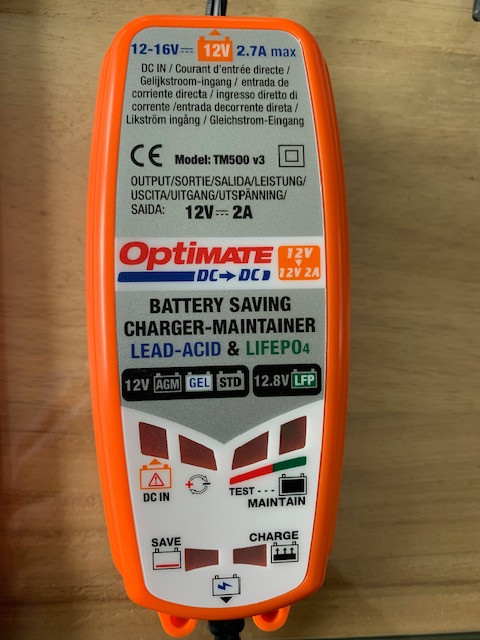 12-16V⎓ 12V 2.7A max
DC IN / Courant d'entrée directe /
Gelijkstroom-ingang / entrada de
corriente directa / ingresso diretto di
corrente /entrada decorrente direta /
Likström ingång / Gleichstrom-Eingang
CE Model: TM500 v3
OUTPUT/SORTIE/SALIDA/LEISTUNG/
USCITA/UITGANG/UTSPÄNNING/
SAIDA: 12V⎓ 2A
OPTIMATE 12V
DC→DC 12V 2A
BATTERY SAVING
CHARGER-MAINTAINER
LEAD-ACID & LIFEPO4
12V AGM GEL STD 12.8V LFP
DC IN
TEST --- MAINTAIN
SAVE CHARGE